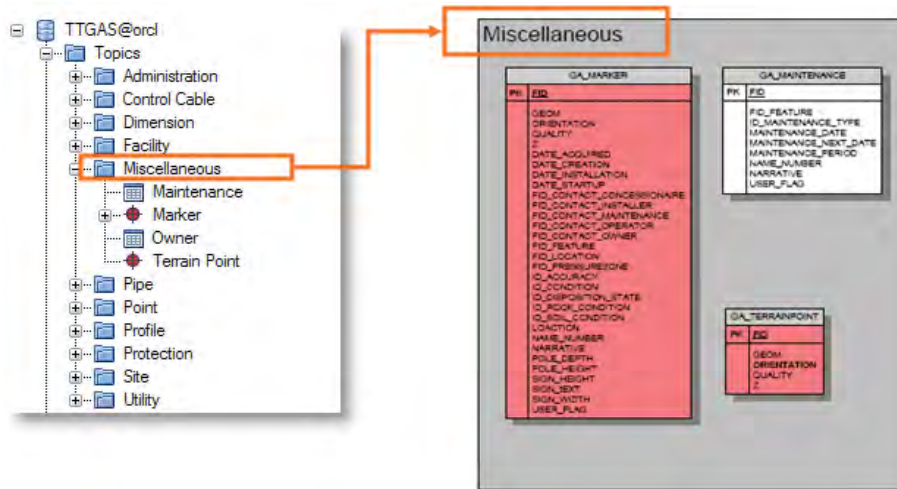 TTGAS@orcl
Topics
Administration
Control Cable
Dimension
Facility
Miscellaneous
Maintenance
Marker
Owner
Terrain Point
Pipe
Point
Profile
Protection
Site
Utility
Miscellaneous
GA_MARKER
PK FID
GEOM
ORIENTATION
QUALITY
Z
DATE_ACQUIRED
DATE_CREATION
DATE_INSTALLATION
DATE_STARTUP
FID_CONTACT_CONCESSIONAIRE
FID_CONTACT_INSTALLER
FID_CONTACT_MAINTENANCE
FID_CONTACT_OPERATOR
FID_CONTACT_OWNER
FID_FEATURE
FID_LOCATION
FID_PRESSUREZONE
ID_ACCURACY
ID_CONDITION
ID_DISPOSITION_STATE
ID_ROCK_CONDITION
ID_SOIL_CONDITION
LOACTION
NAME_NUMBER
NARRATIVE
POLE_DEPTH
POLE_HEIGHT
SIGN_HEIGHT
SIGN_TEXT
SIGN_WIDTH
USER_FLAG
GA_MAINTENANCE
PK FID
FID_FEATURE
ID_MAINTENANCE_TYPE
MAINTENANCE_DATE
MAINTENANCE_NEXT_DATE
MAINTENANCE_PERIOD
NAME_NUMBER
NARRATIVE
USER_FLAG
GA_TERRAINPOINT
PK FID
GEOM
ORIENTATION
QUALITY
Z